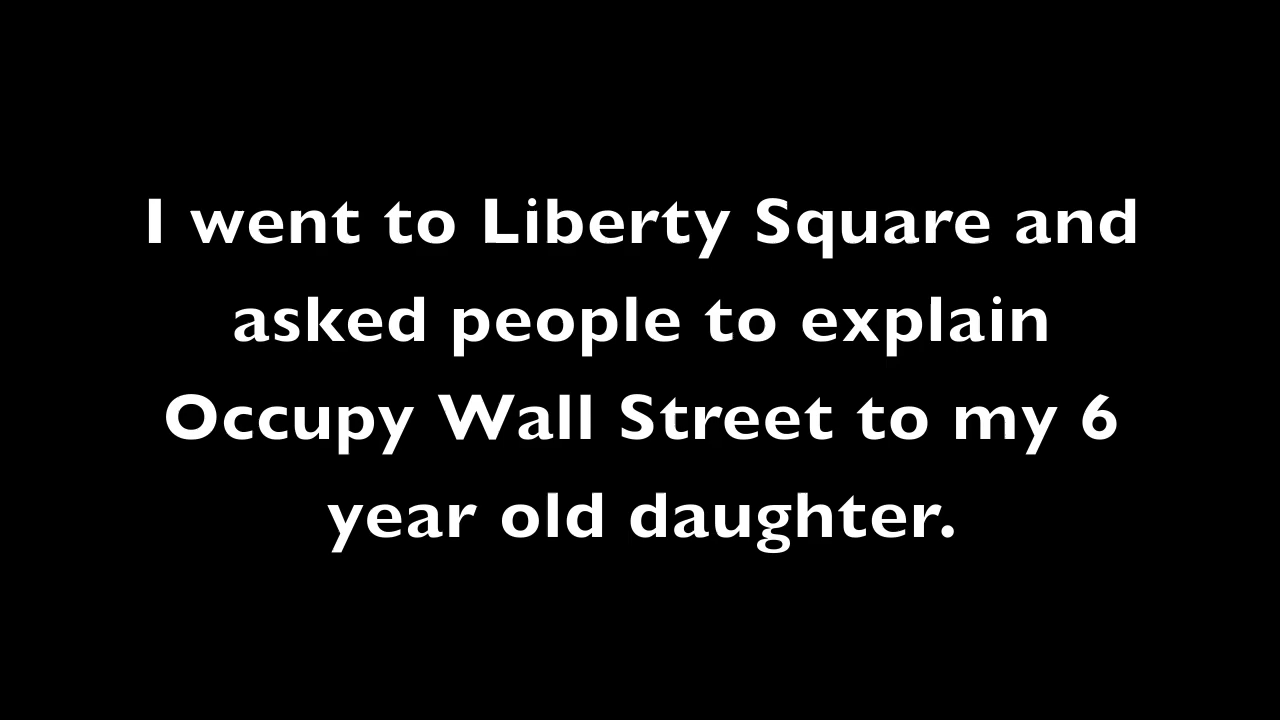 I went to Liberty Square and
asked people to explain
Occupy Wall Street to my 6
year old daughter.